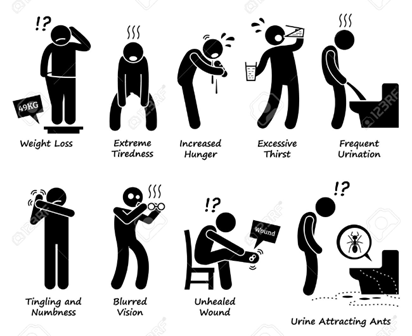 !?
49KG
Weight Loss
Extreme
Tiredness
Increased
Hunger
Excessive
Thirst
Frequent
Urination
Tingling and
Numbness
Blurred
Vision
!?
Wound
Unhealed
Wound
!?
Urine Attracting Ants